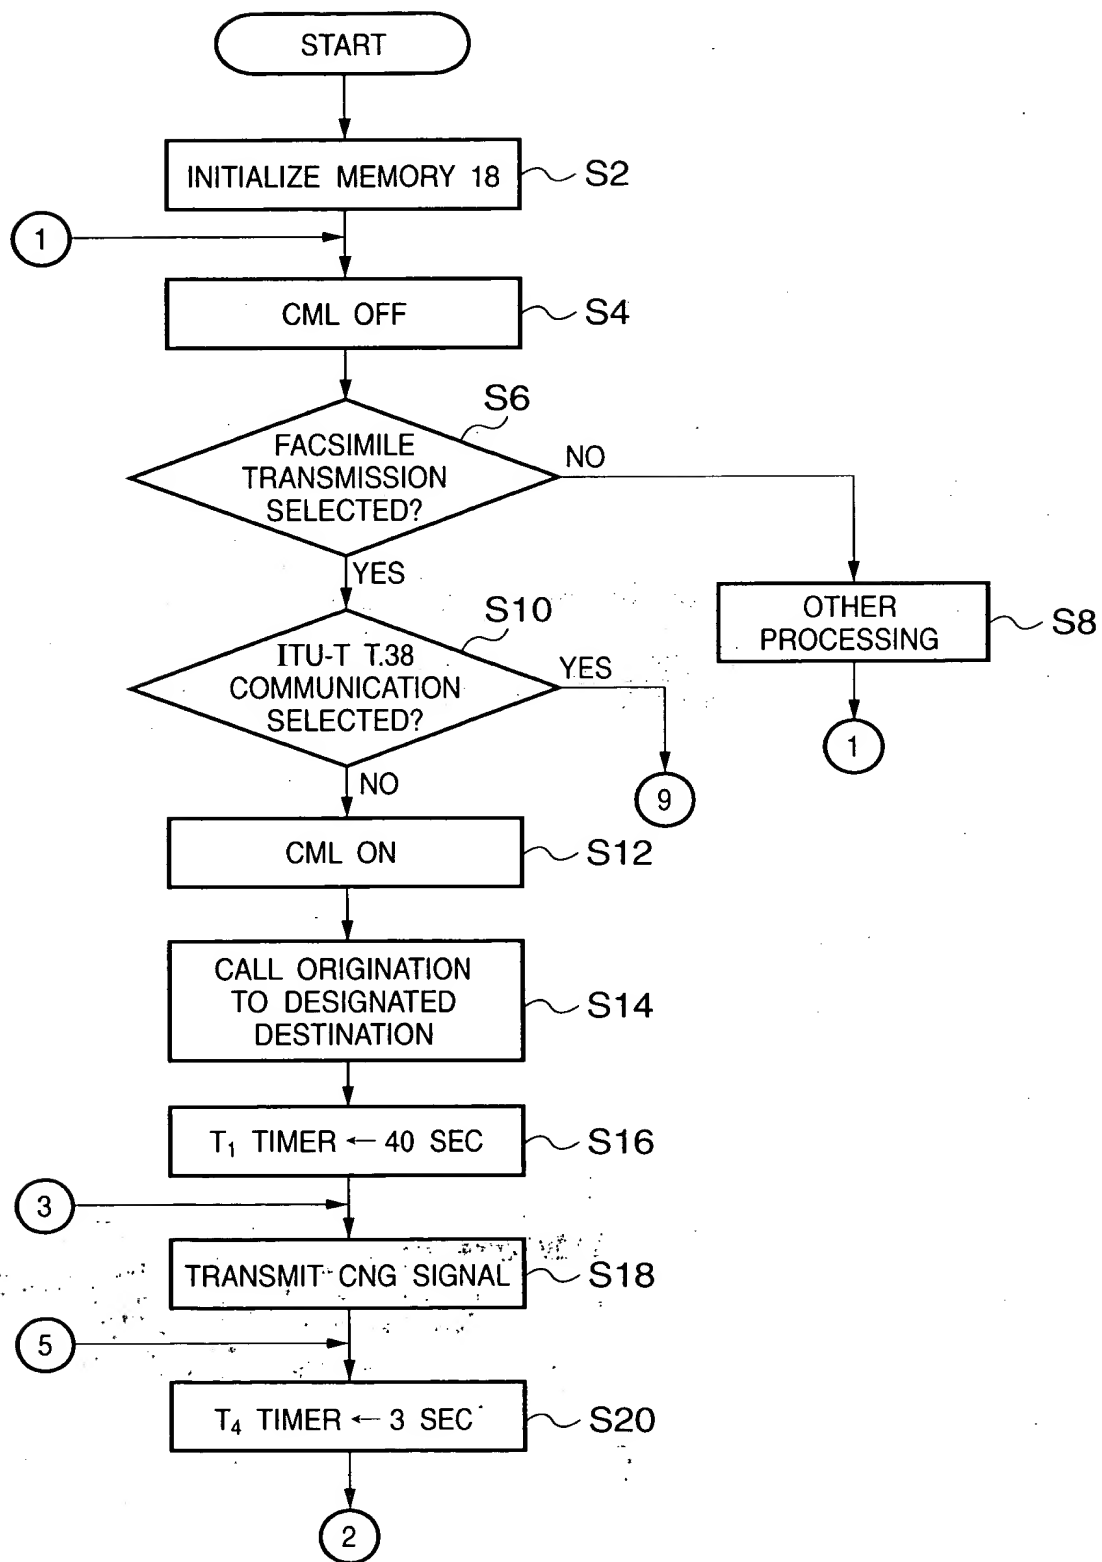 START
INITIALIZE MEMORY 18
S2
1
CML OFF
S4
S6
FACSIMILE
TRANSMISSION
SELECTED?
NO
YES
OTHER
PROCESSING
S8
1
S10
ITU-T T.38
COMMUNICATION
SELECTED?
YES
9
NO
CML ON
S12
CALL ORIGINATION
TO DESIGNATED
DESTINATION
S14
T₁ TIMER ← 40 SEC
S16
3
TRANSMIT CNG SIGNAL
S18
5
T₄ TIMER ← 3 SEC
S20
2